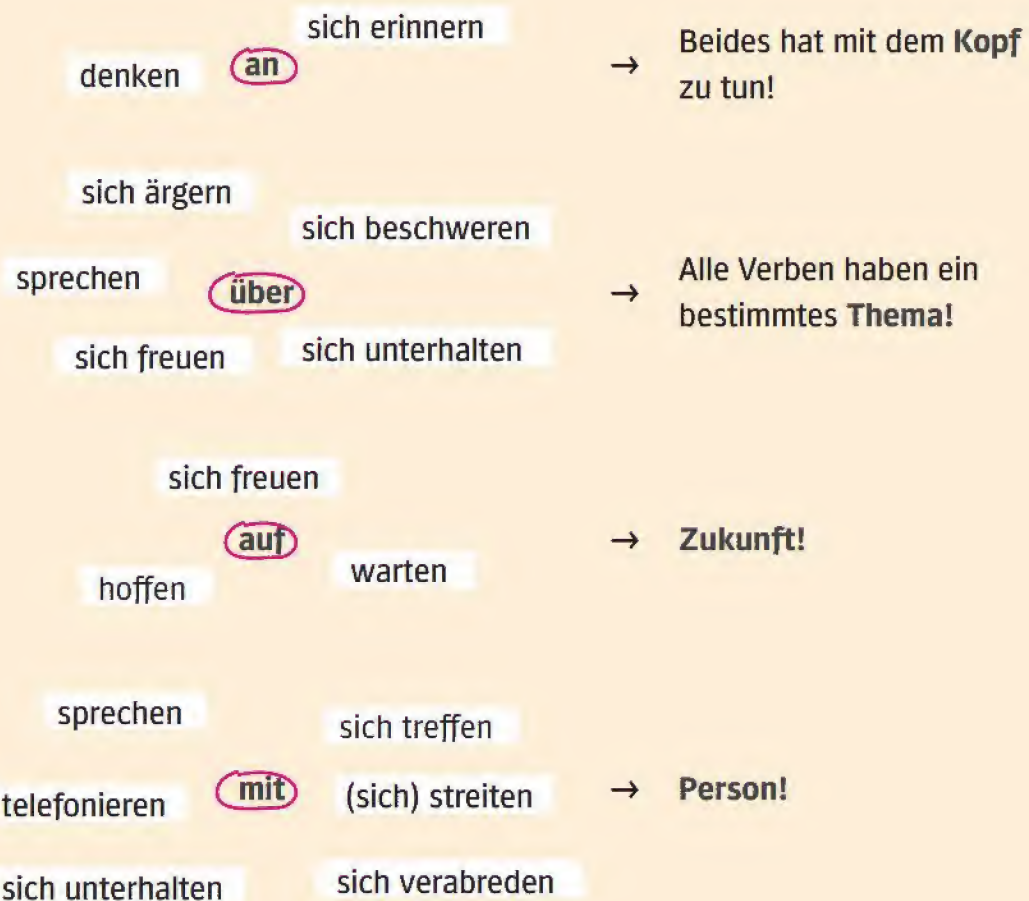 sich erinnern
denken
an
→ Beides hat mit dem Kopf
zu tun!
sich ärgern
sich beschweren
sprechen
über
→ Alle Verben haben ein
bestimmtes Thema!
sich freuen
sich unterhalten
sich freuen
auf
→ Zukunft!
hoffen
warten
sprechen
sich treffen
telefonieren
mit
(sich) streiten
→ Person!
sich unterhalten
sich verabreden